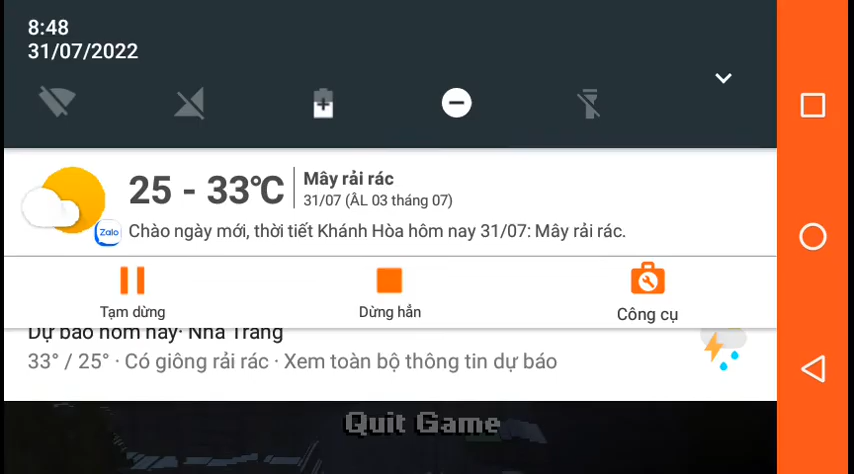 8:48
31/07/2022
25 - 33°C
Mây rải rác
31/07 (ÂL 03 tháng 07)
Zalo
Chào ngày mới, thời tiết Khánh Hòa hôm nay 31/07: Mây rải rác.
Tạm dừng
Dừng hẳn
Công cụ
Dự báo hôm nay· Nha Trang
33° / 25° · Có giông rải rác · Xem toàn bộ thông tin dự báo
Quit Game